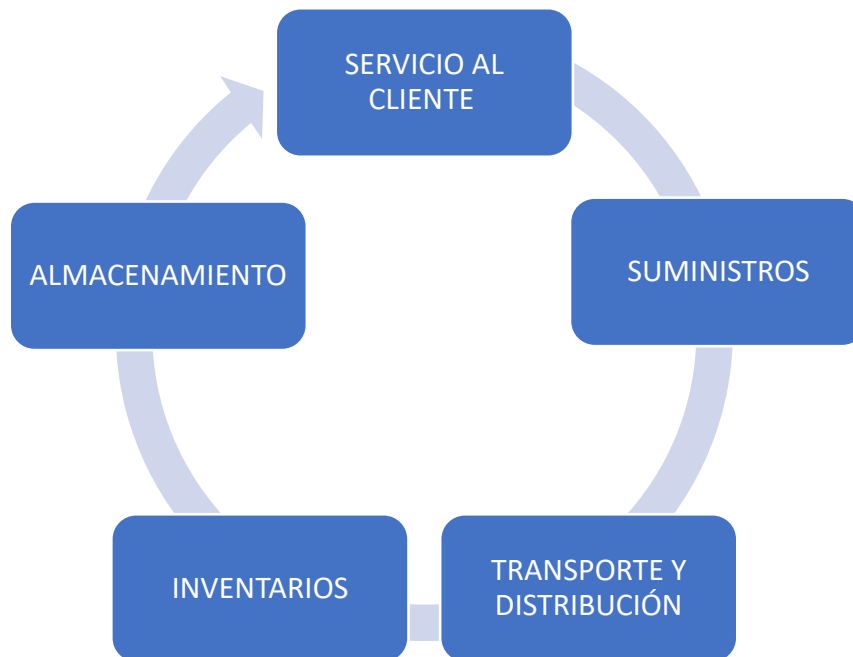 SERVICIO AL
CLIENTE
SUMINISTROS
TRANSPORTE Y
DISTRIBUCIÓN
INVENTARIOS
ALMACENAMIENTO